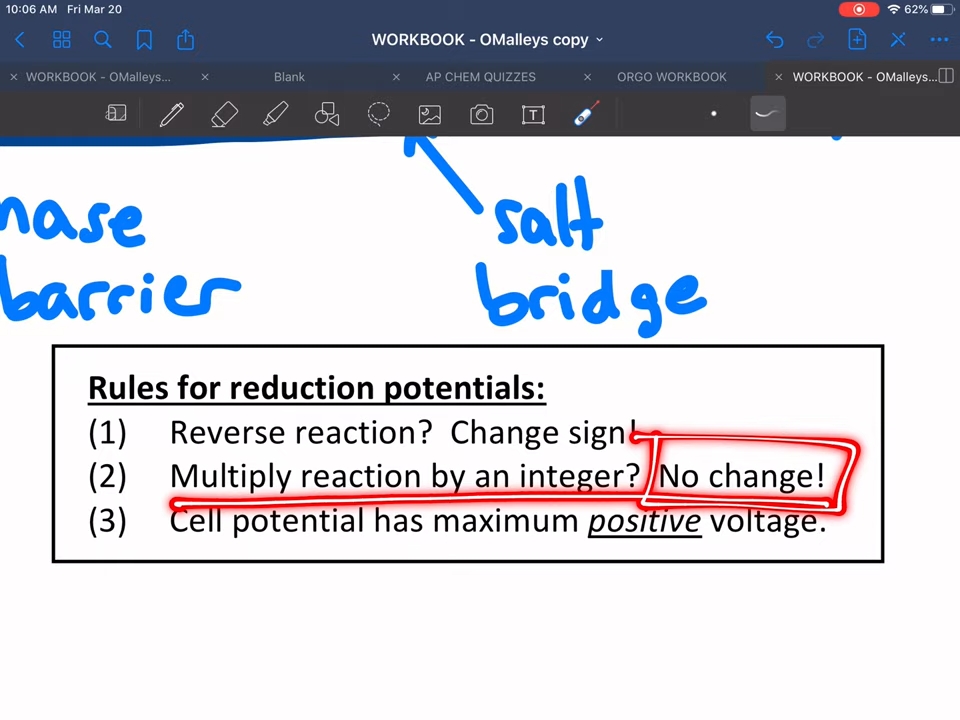 10:06 AM Fri Mar 20
62%
WORKBOOK - OMalleys copy
WORKBOOK - OMalleys...
Blank
AP CHEM QUIZZES
ORGO WORKBOOK
WORKBOOK - OMalleys...
T
hase
barrier
salt
bridge
Rules for reduction potentials:
(1) Reverse reaction? Change sign!
(2) Multiply reaction by an integer? No change!
(3) Cell potential has maximum positive voltage.